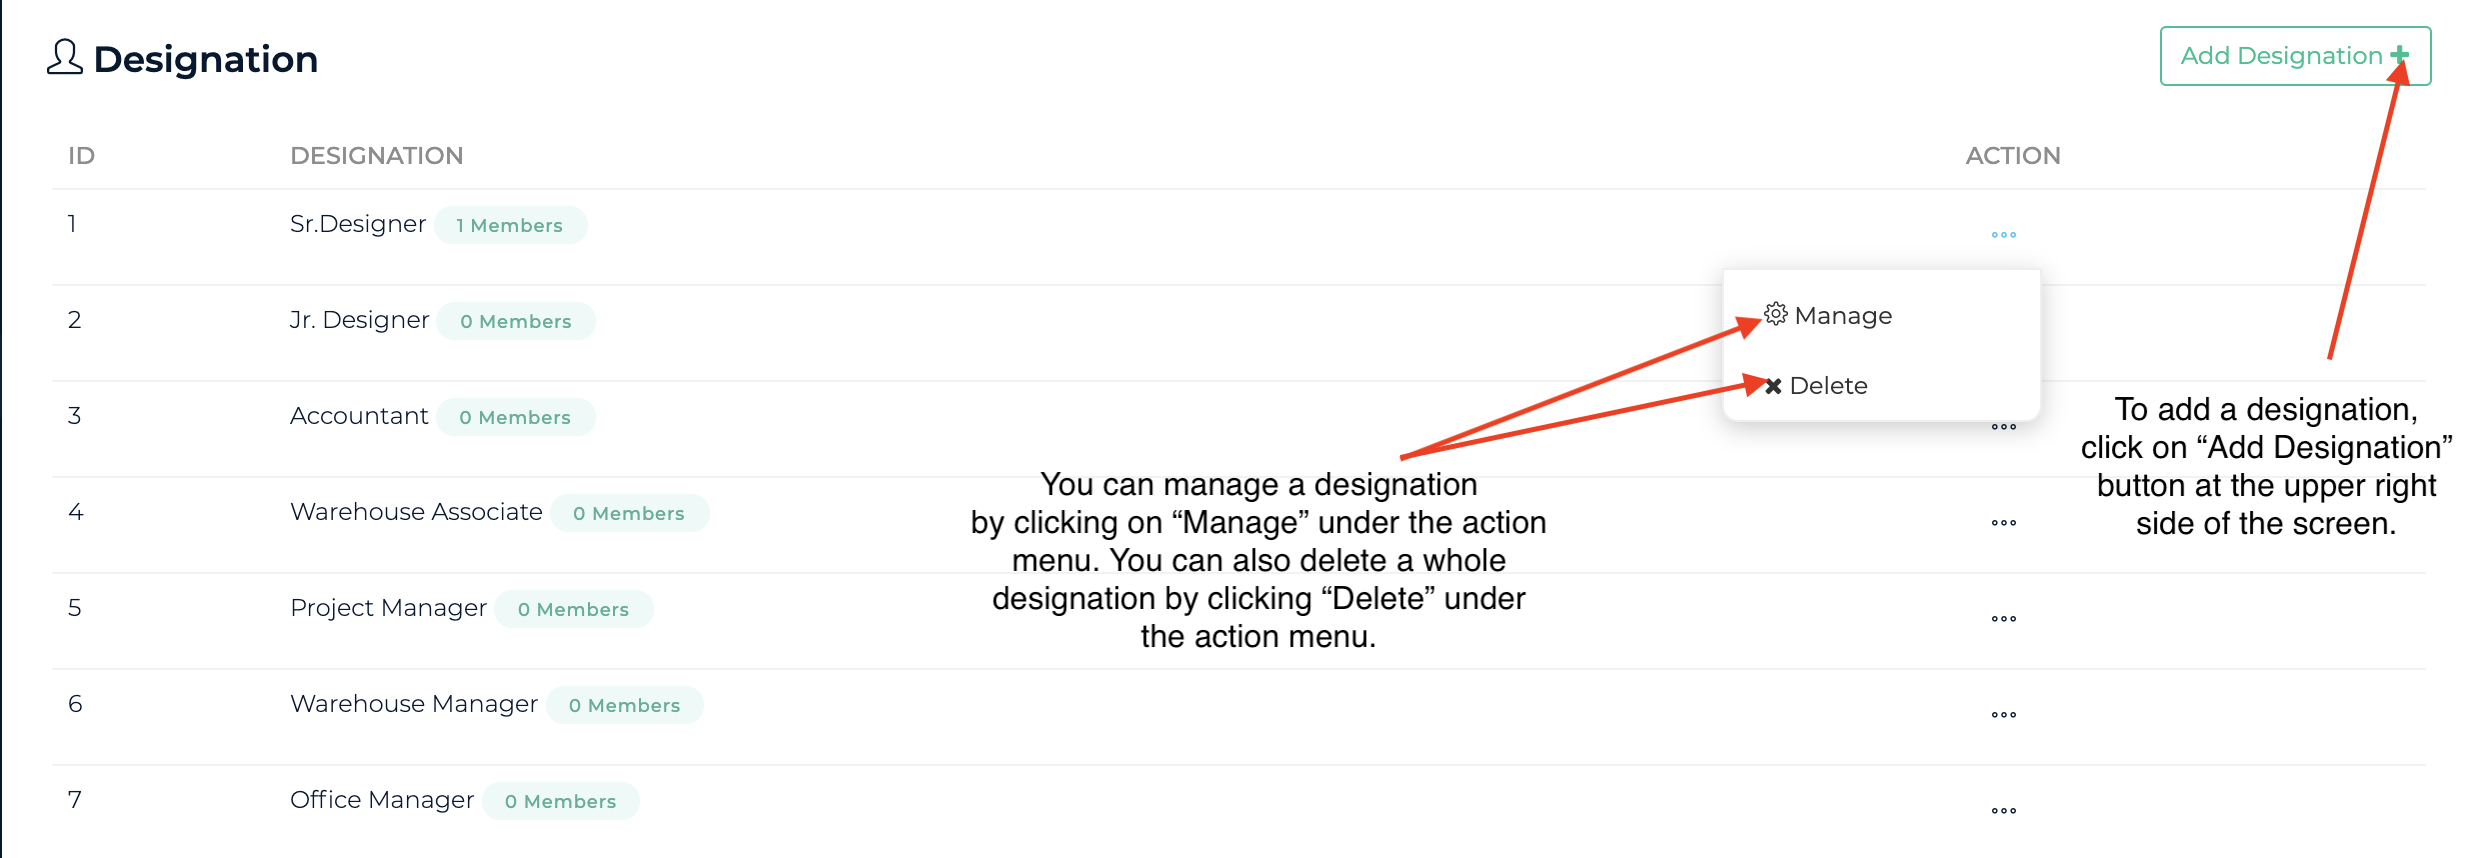 Designation
Add Designation
ID DESIGNATION ACTION
1 Sr.Designer 1 Members
2 Jr. Designer 0 Members
Manage
Delete
3 Accountant 0 Members
4 Warehouse Associate 0 Members
5 Project Manager 0 Members
6 Warehouse Manager 0 Members
7 Office Manager 0 Members
You can manage a designation
by clicking on “Manage” under the action
menu. You can also delete a whole
designation by clicking “Delete” under
the action menu.
To add a designation,
click on “Add Designation”
button at the upper right
side of the screen.